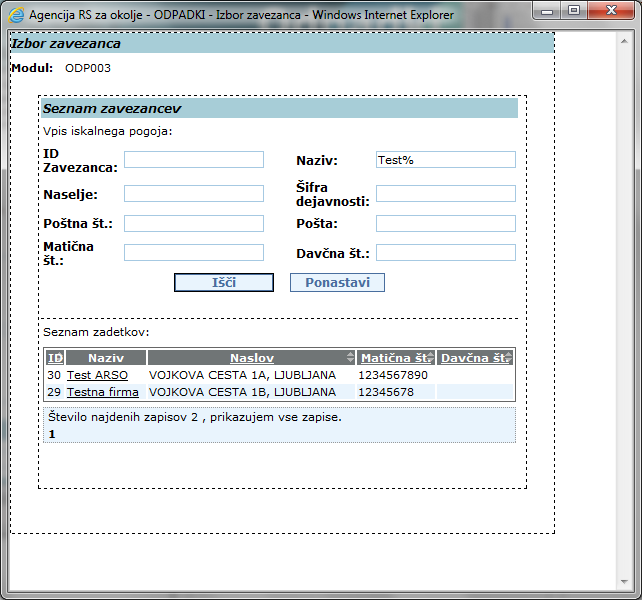 Agencija RS za okolje - ODPADKI - Izbor zavezanca - Windows Internet Explorer
Izbor zavezanca
Modul: ODP003
Seznam zavezancev
Vpis iskalnega pogoja:
ID Zavezanca:
Naziv: Test%
Naselje:
Šifra dejavnosti:
Poštna št.:
Pošta:
Matična št.:
Davčna št.:
Išči Ponastavi
Seznam zadetkov:
ID Naziv Naslov Matična št. Davčna št.
30 Test ARSO VOJKOVA CESTA 1A, LJUBLJANA 1234567890
29 Testna firma VOJKOVA CESTA 1B, LJUBLJANA 12345678
Število najdenih zapisov 2 , prikazujem vse zapise.
1